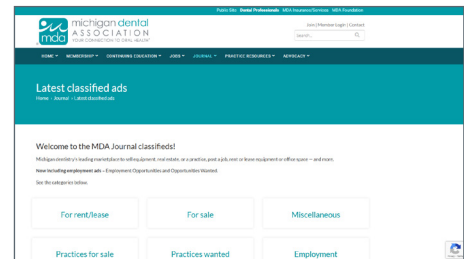 Public Site Dental Professionals MDA Insurance/Services MDA Foundation
michigan dental
ASSOCIATION
YOUR CONNECTION TO ORAL HEALTH
mda
Join | Member Login | Contact
Search...
HOME MEMBERSHIP CONTINUING EDUCATION JOBS JOURNAL PRACTICE RESOURCES ADVOCACY
Latest classified ads
Home > Journal > Latest classified ads
Welcome to the MDA Journal classifieds!
Michigan dentistry's leading marketplace to sell equipment, real estate, or a practice, post a job, rent or lease equipment or office space — and more.
Now including employment ads – Employment Opportunities and Opportunities Wanted.
See the categories below.
For rent/lease For sale Miscellaneous
Practices for sale Practices wanted Employment